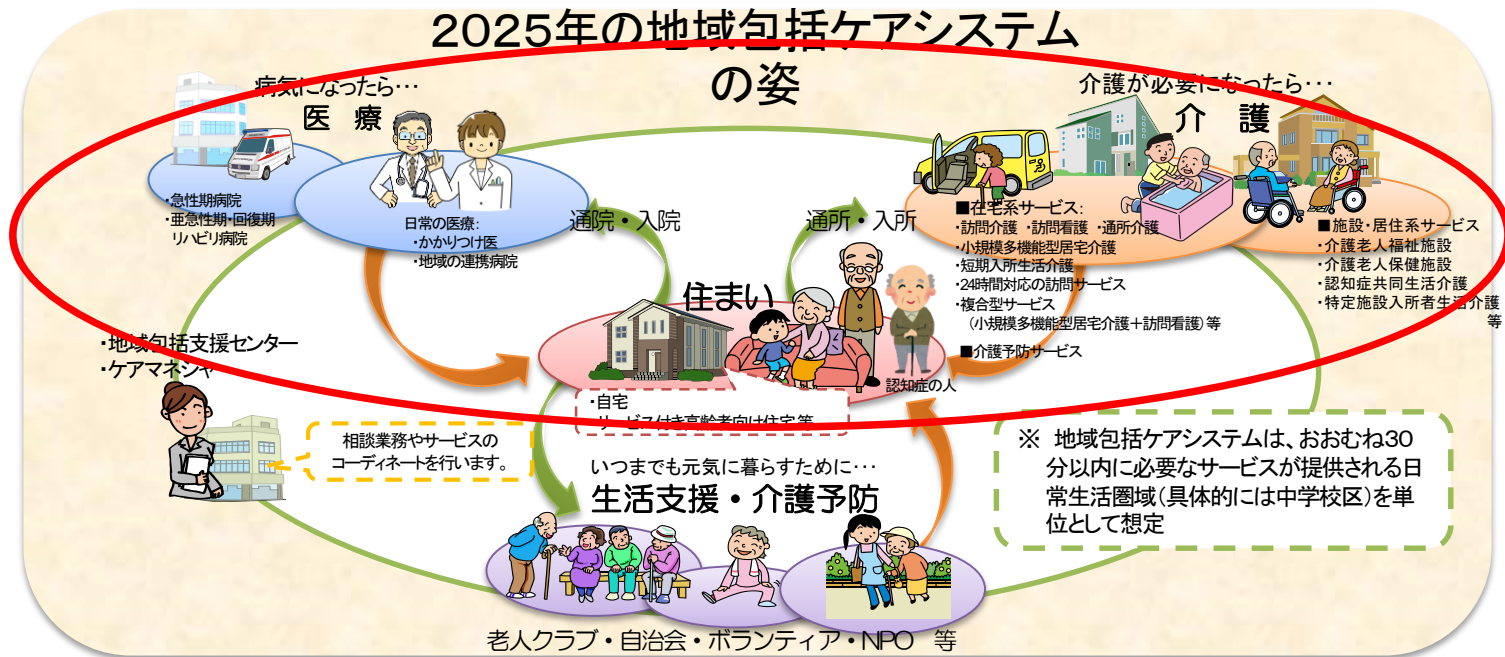 2025年の地域包括ケアシステム
の姿
病気になったら･･･
医　療
・急性期病院
・亜急性期・回復期
リハビリ病院
日常の医療：
・かかりつけ医
・地域の連携病院
通院・入院
通所・入所
介護が必要になったら･･･
介　護
■在宅系サービス：
・訪問介護 ・訪問看護 ・通所介護
・小規模多機能型居宅介護
・短期入所生活介護
・24時間対応の訪問サービス
・複合型サービス
（小規模多機能型居宅介護＋訪問看護）等
■介護予防サービス
■施設・居住系サービス
・介護老人福祉施設
・介護老人保健施設
・認知症共同生活介護
・特定施設入所者生活介護
等
住まい
認知症の人
・自宅
・サービス付き高齢者向け住宅等
・地域包括支援センター
・ケアマネジャ
相談業務やサービスの
コーディネートを行います。
いつまでも元気に暮らすために･･･
生活支援・介護予防
老人クラブ・自治会・ボランティア・NPO　等
※　地域包括ケアシステムは、おおむね30
分以内に必要なサービスが提供される日
常生活圏域（具体的には中学校区）を単
位として想定